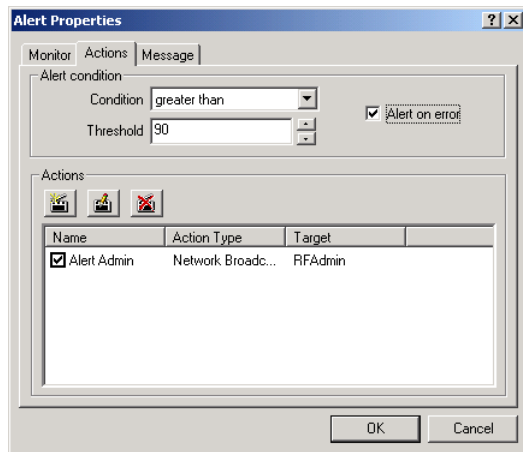 Alert Properties
Monitor Actions Message
Alert condition
Condition greater than
Alert on error
Threshold 90
Actions
Name Action Type Target
Alert Admin Network Broadc... RFAdmin
OK Cancel